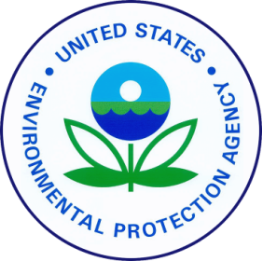 UNITED STATES
ENVIRONMENTAL PROTECTION AGENCY